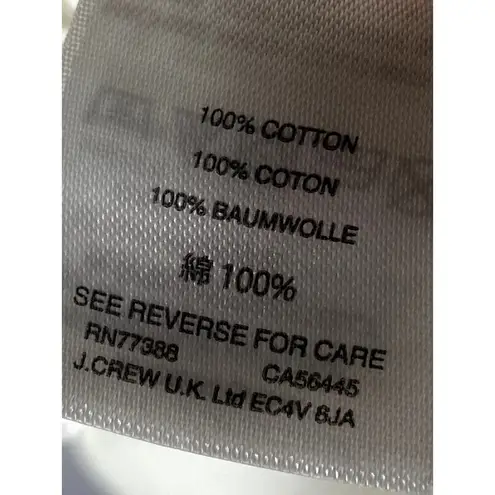 100% COTTON
100% COTON
100% BAUMWOLLE
綿 100%
SEE REVERSE FOR CARE
RN77388 CA56445
J.CREW U.K. Ltd EC4V 6JA